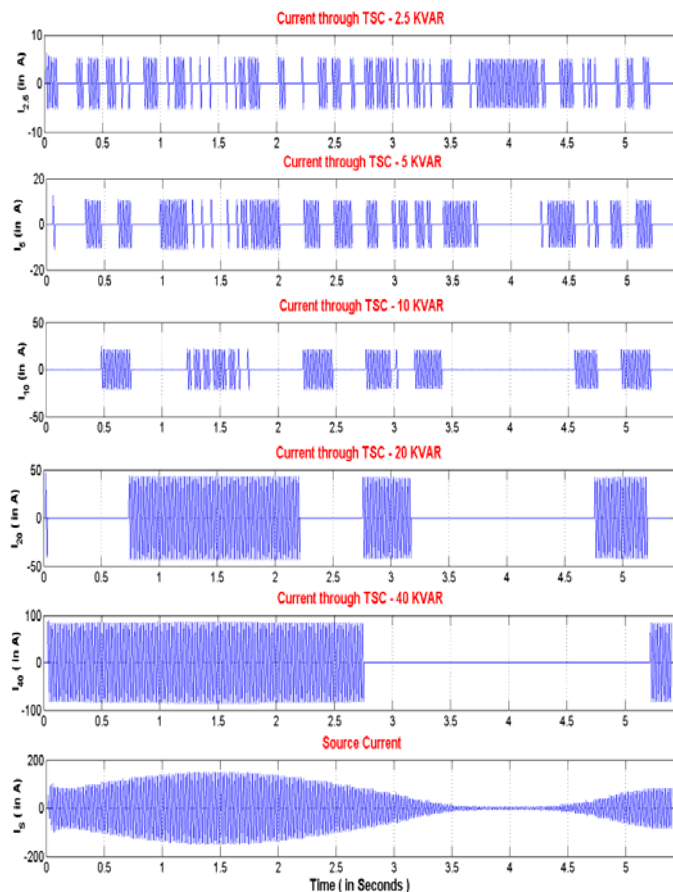 Current through TSC - 2.5 KVAR
I2.5 (in A)
10
0
-10
0 0.5 1 1.5 2 2.5 3 3.5 4 4.5 5
Current through TSC - 5 KVAR
I5 (in A)
20
0
-20
0 0.5 1 1.5 2 2.5 3 3.5 4 4.5 5
Current through TSC - 10 KVAR
I10 (in A)
50
0
-50
0 0.5 1 1.5 2 2.5 3 3.5 4 4.5 5
Current through TSC - 20 KVAR
I20 ( in A)
50
0
-50
0 0.5 1 1.5 2 2.5 3 3.5 4 4.5 5
Current through TSC - 40 KVAR
I40 ( in A)
100
0
-100
0 0.5 1 1.5 2 2.5 3 3.5 4 4.5 5
Source Current
IS ( in A)
200
0
-200
0 0.5 1 1.5 2 2.5 3 3.5 4 4.5 5
Time ( in Seconds )